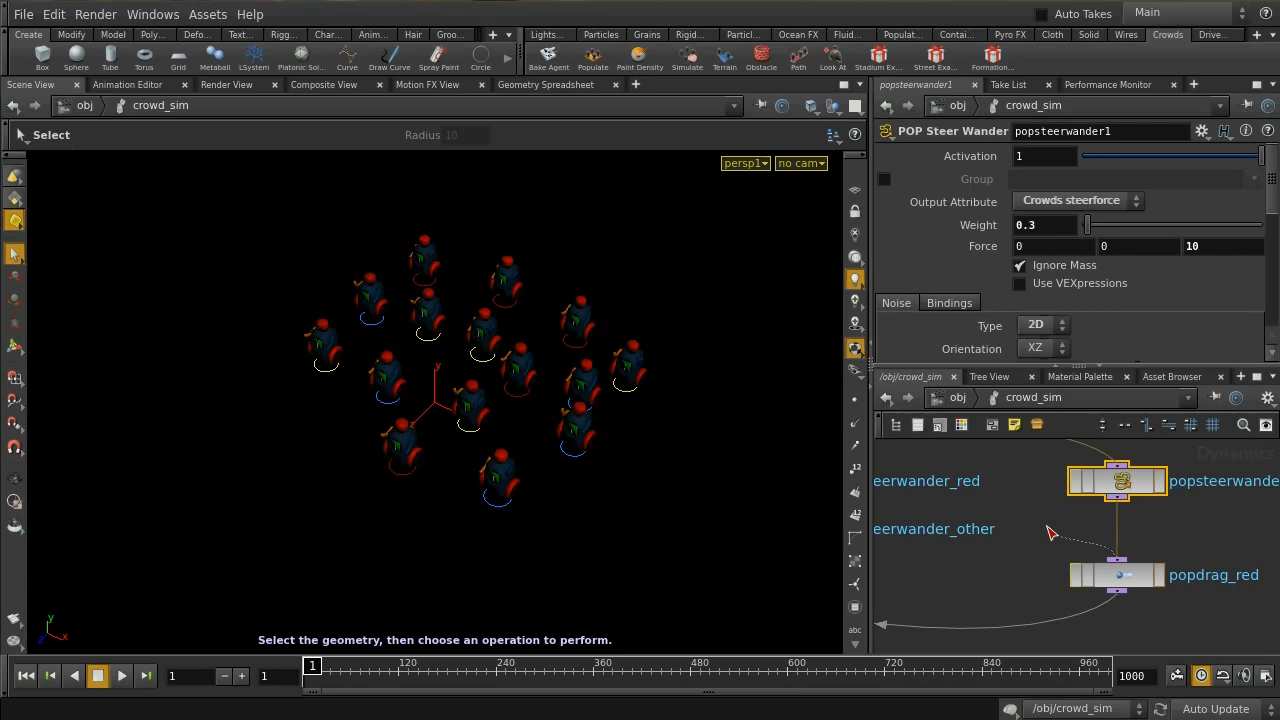 File Edit Render Windows Assets Help
Auto Takes Main
Create Modify Model Poly... Defo... Text... Rigg... Char... Anim... Hair Groo...
Lights... Particles Grains Rigid... Particl... Ocean FX Fluid... Populat... Contai... Pyro FX Cloth Solid Wires Crowds Drive...
Box Sphere Tube Torus Grid Metaball LSystem Platonic Sol... Curve Draw Curve Spray Paint Circle
Bake Agent Populate Paint Density Simulate Terrain Obstacle Path Look At Stadium Ex... Street Exa... Formation...
Scene View Animation Editor Render View Composite View Motion FX View Geometry Spreadsheet
popsteerwander1 Take List Performance Monitor
obj crowd_sim
obj crowd_sim
Select Radius 10
POP Steer Wander popsteerwander1
persp1 no cam
Activation 1
Group
Output Attribute Crowds steerforce
Weight 0.3
Force 0 0 10
Ignore Mass
Use VEXpressions
Noise Bindings
Type 2D
Orientation XZ
/obj/crowd_sim Tree View Material Palette Asset Browser
obj crowd_sim
Dynamics
eerwander_red popsteerwande
eerwander_other
popdrag_red
y
z
y
z x
12
12
abc
Select the geometry, then choose an operation to perform.
1 1 1 120 240 360 480 600 720 840 960 1000
/obj/crowd_sim Auto Update